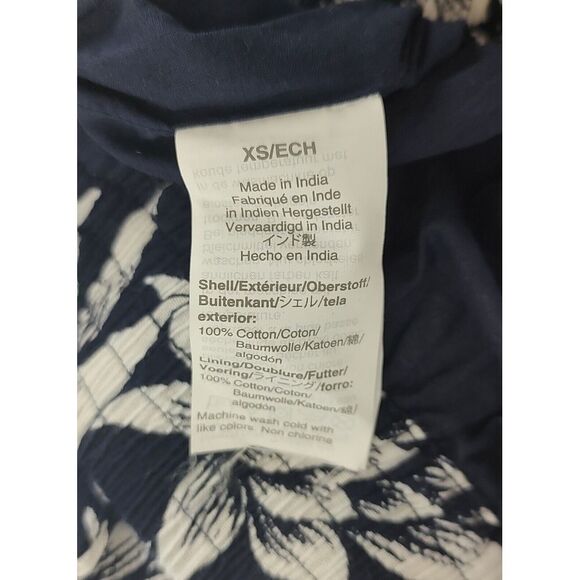 XS/ECH
Made in India
Fabriqué en Inde
in Indien Hergestellt
Vervaardigd in India
インド製
Hecho en India
Shell/Extérieur/Oberstoff/
Buitenkant/シェル/tela
exterior:
100% Cotton/Coton/
Baumwolle/Katoen/綿/
algodón
Lining/Doublure/Futter/
Voering/ライニング/forro:
100% Cotton/Coton/
Baumwolle/Katoen/綿/
algodón
Machine wash cold with
like colors. Non chlorine